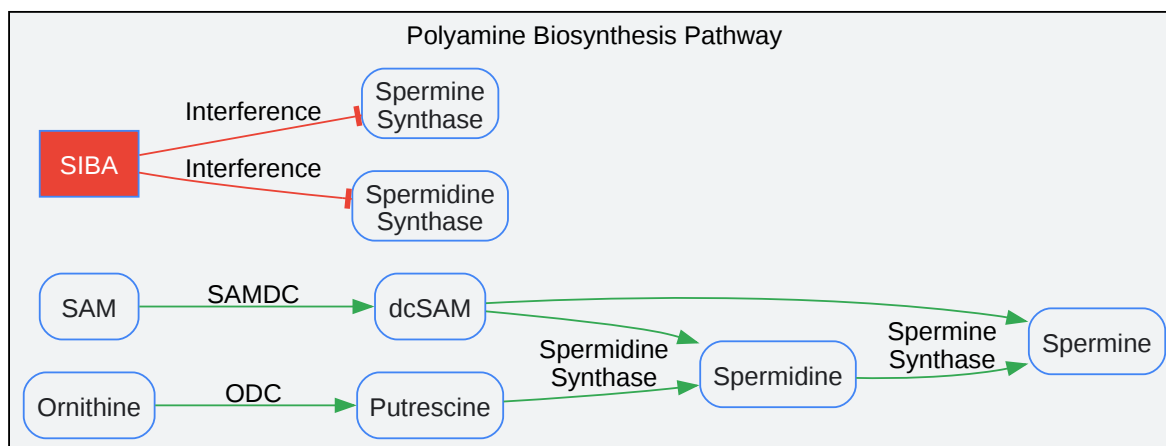 Polyamine Biosynthesis Pathway
Interference
Spermine
Synthase
SIBA
Interference
Spermidine
Synthase
SAM
SAMDC
dcSAM
Spermidine
Synthase
Spermine
Synthase
Spermine
Spermidine
Ornithine
ODC
Putrescine